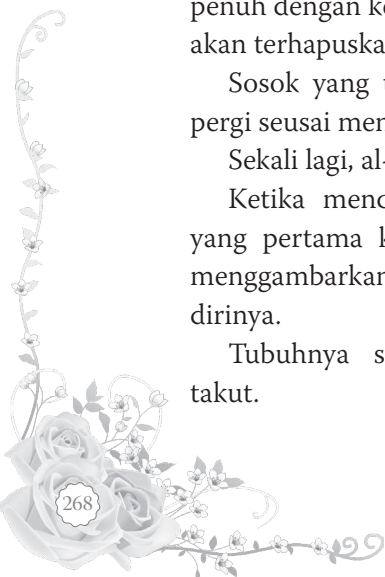 penuh dengan ke
akan terhapuska
Sosok yang
pergi seusai men
Sekali lagi, al-
Ketika menc
yang pertama k
menggambarkan
dirinya.
Tubuhnya s
takut.
268